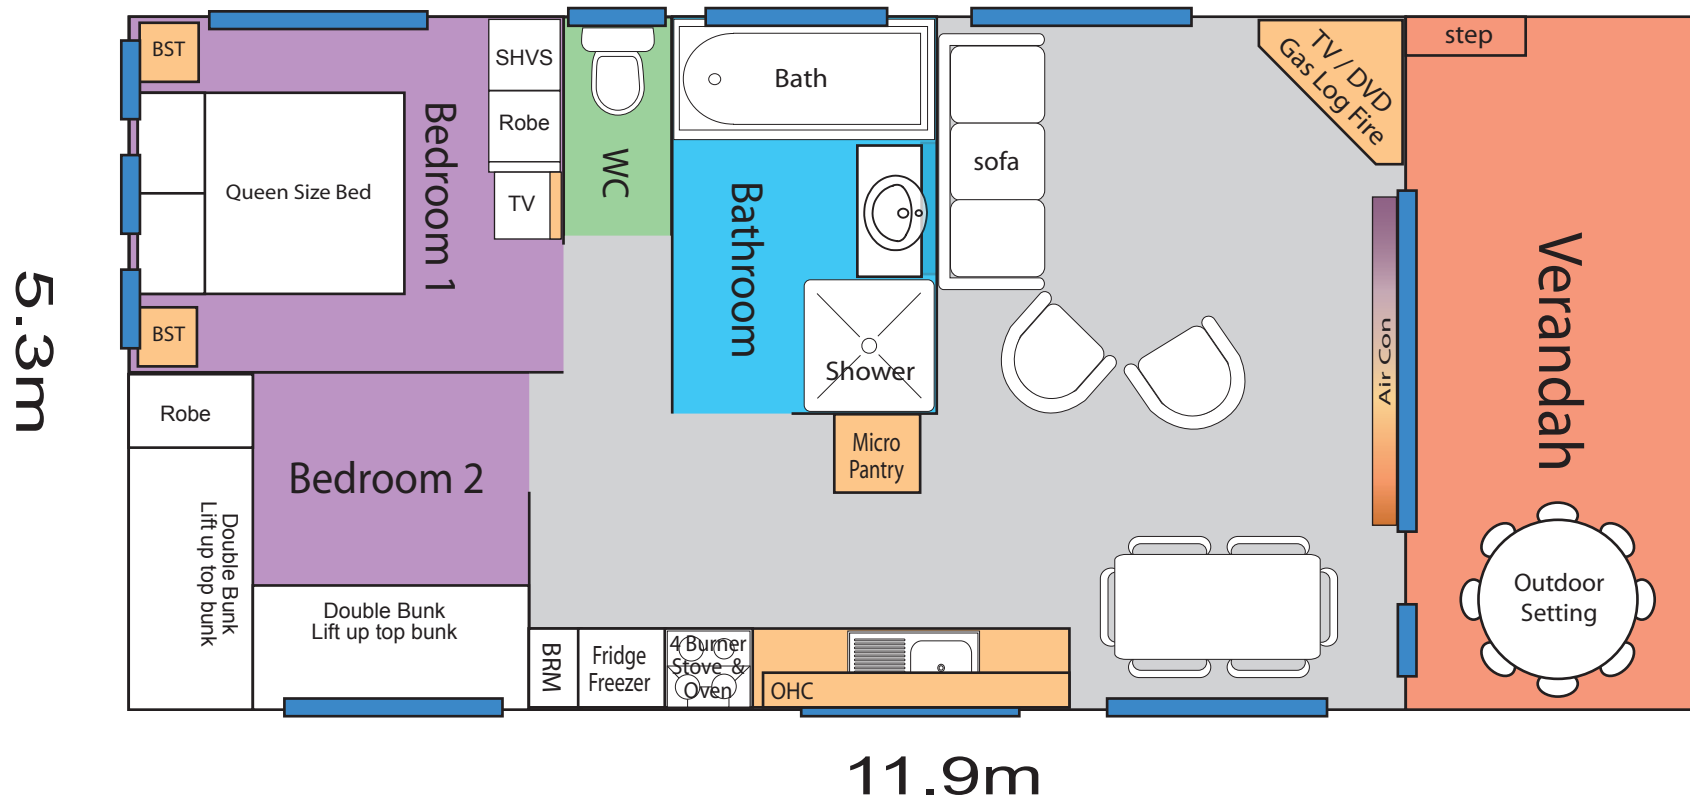 BST
SHVS
Robe
TV
Queen Size Bed
Bedroom 1
BST
WC
Bath
Bathroom
Shower
sofa
TV / DVD
Gas Log Fire
step
Air Con
Verandah
Outdoor
Setting
Micro
Pantry
Robe
Bedroom 2
Double Bunk
Lift up top bunk
Double Bunk
Lift up top bunk
BRM
Fridge
Freezer
4 Burner
Stove &
Oven
OHC
5.3m
11.9m